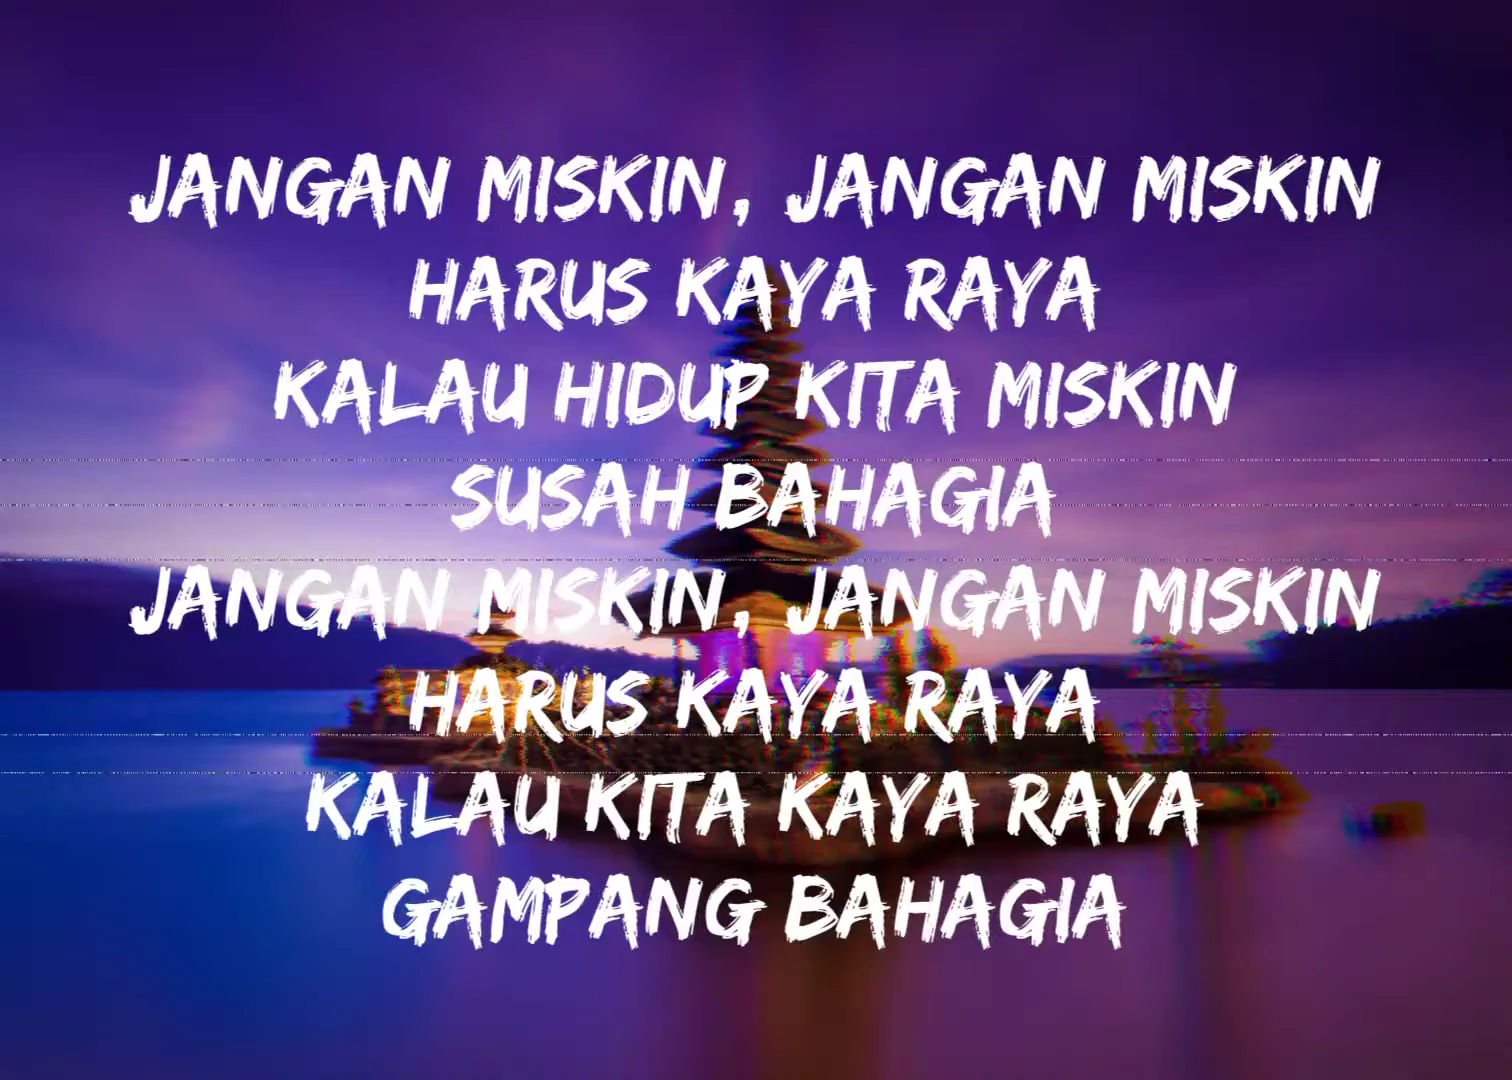 JANGAN MISKIN, JANGAN MISKIN
HARUS KAYA RAYA
KALAU HIDUP KITA MISKIN
SUSAH BAHAGIA
JANGAN MISKIN, JANGAN MISKIN
HARUS KAYA RAYA
KALAU KITA KAYA RAYA
GAMPANG BAHAGIA